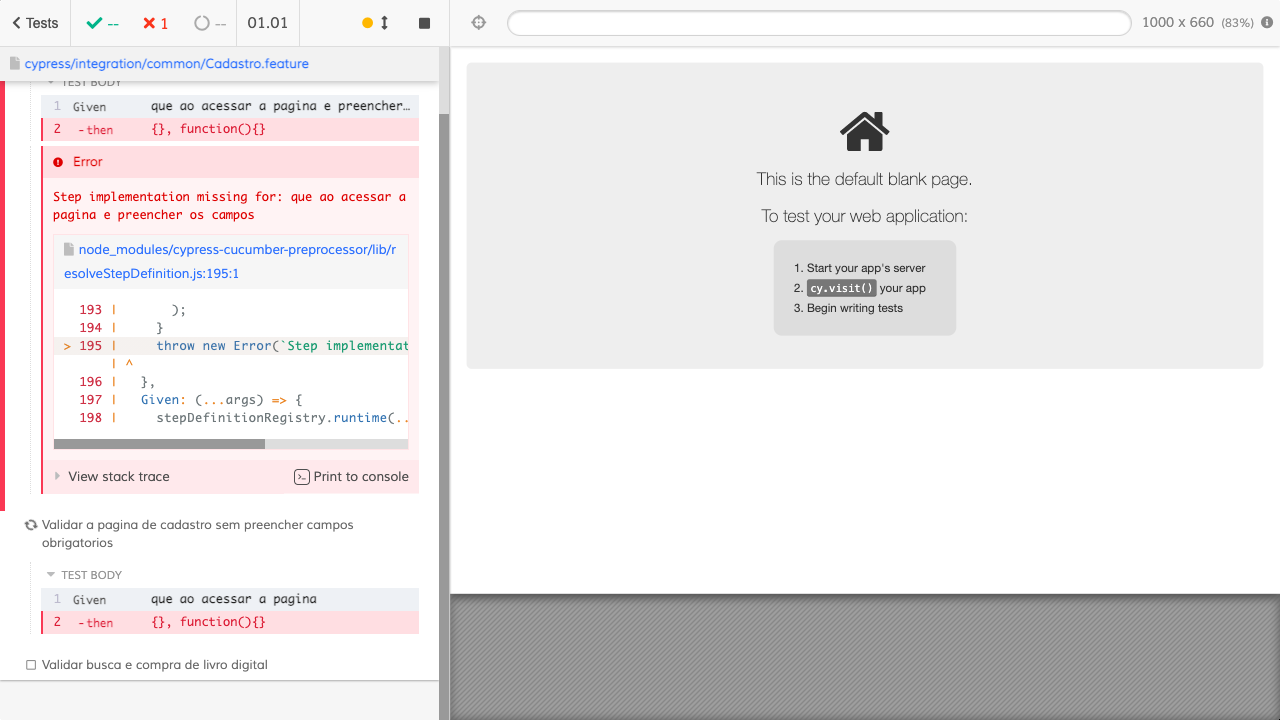 Tests
--
1
--
01.01
1000 x 660 (83%)
cypress/integration/common/Cadastro.feature
TEST BODY
1 Given que ao acessar a pagina e preencher…
2 -then {}, function(){}
Error
Step implementation missing for: que ao acessar a
pagina e preencher os campos
node_modules/cypress-cucumber-preprocessor/lib/r
esolveStepDefinition.js:195:1
193 | );
194 | }
> 195 | throw new Error(`Step implementat
| ^
196 | },
197 | Given: (...args) => {
198 | stepDefinitionRegistry.runtime(..
View stack trace
Print to console
Validar a pagina de cadastro sem preencher campos
obrigatorios
TEST BODY
1 Given que ao acessar a pagina
2 -then {}, function(){}
Validar busca e compra de livro digital
This is the default blank page.
To test your web application:
1. Start your app's server
2. cy.visit() your app
3. Begin writing tests